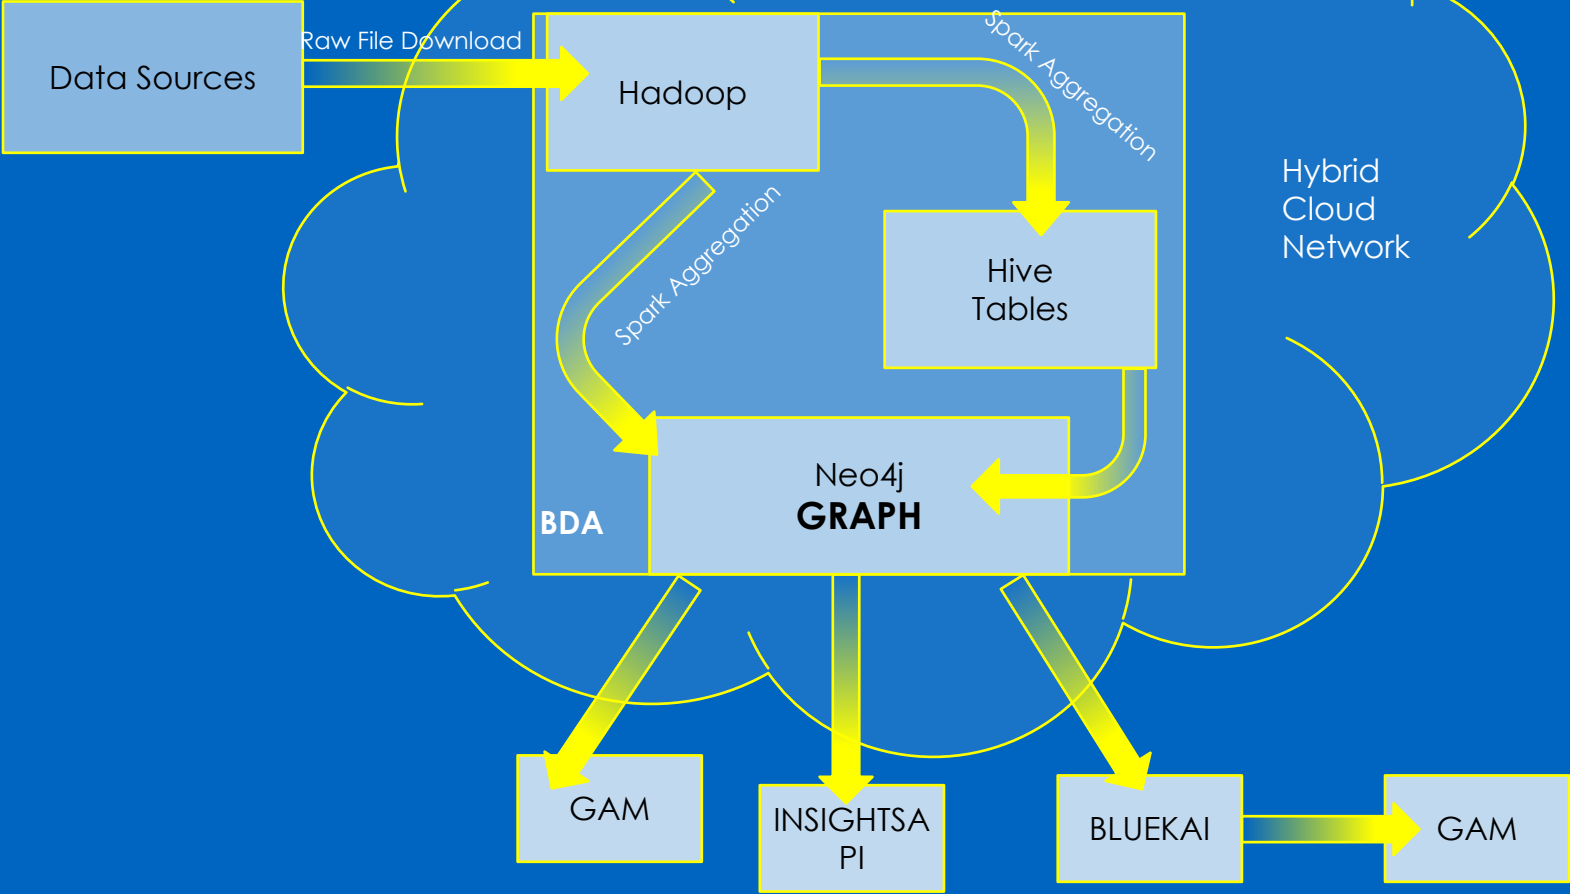 Data Sources
Raw File Download
Hadoop
Spark Aggregation
Hybrid
Cloud
Network
Spark Aggregation
Hive
Tables
Neo4j
GRAPH
BDA
GAM
INSIGHTSA
PI
BLUEKAI
GAM